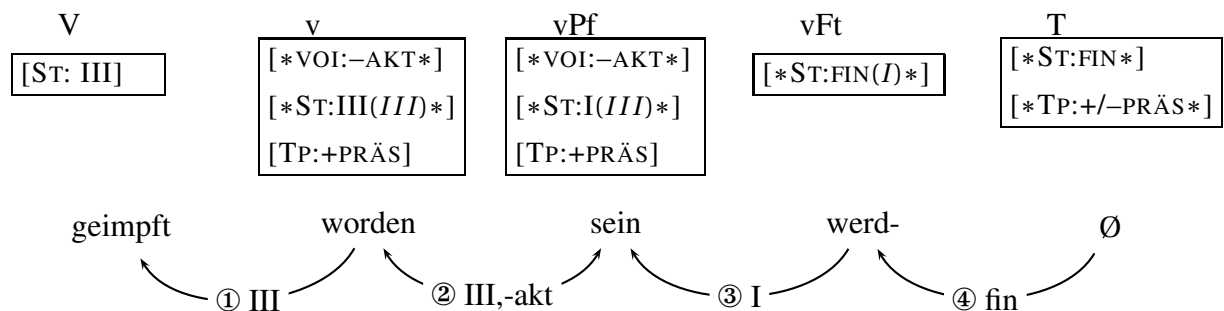 V v vPf vFt T
[ST: III] [∗VOI:–AKT∗] [∗VOI:–AKT∗] [∗ST:FIN(I)∗] [∗ST:FIN∗]
[∗ST:III(III)∗] [∗ST:I(III)∗] [∗TP:+/–PRÄS∗]
[TP:+PRÄS] [TP:+PRÄS]
geimpft worden sein werd- Ø
① III ② III,-akt ③ I ④ fin